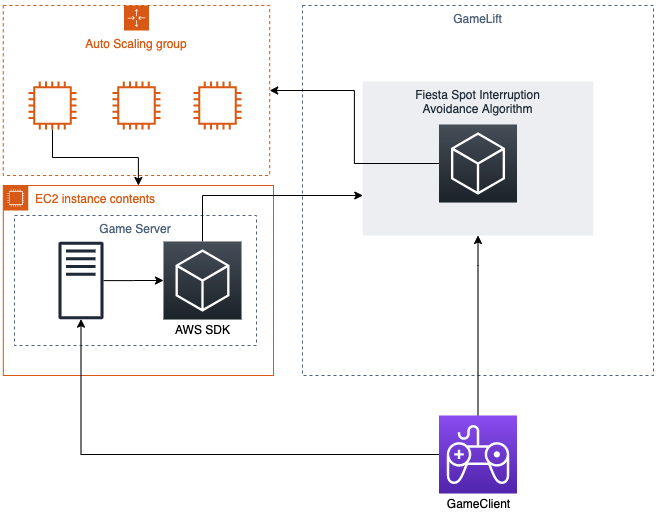 GameLift
Auto Scaling group
Fiesta Spot Interruption
Avoidance Algorithm
EC2 instance contents
Game Server
AWS SDK
GameClient